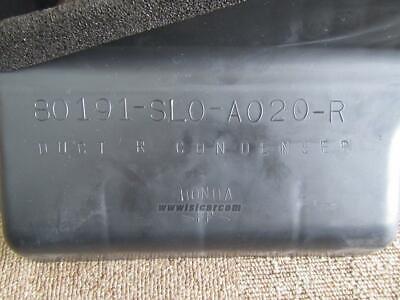 80191-SL0-A020-R
DUCT R CONDENSER
HONDA
www.isicar.com